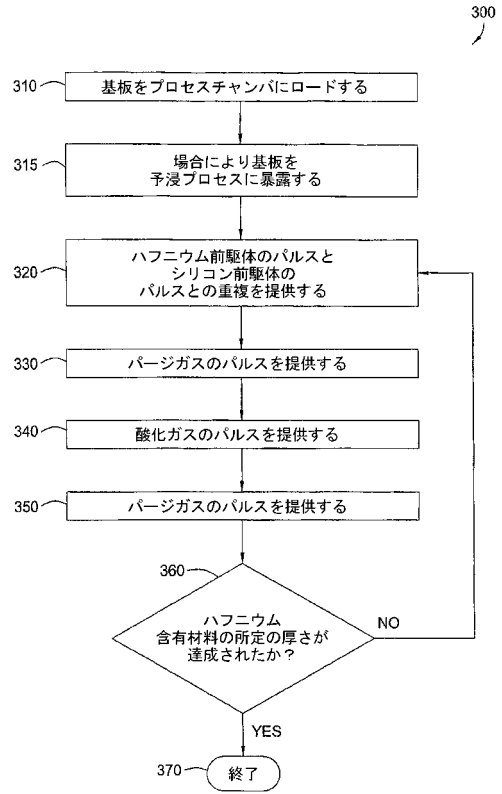 300
310
基板をプロセスチャンバにロードする
315
場合により基板を
予浸プロセスに暴露する
320
ハフニウム前駆体のパルスと
シリコン前駆体の
パルスとの重複を提供する
330
パージガスのパルスを提供する
340
酸化ガスのパルスを提供する
350
パージガスのパルスを提供する
360
ハフニウム
含有材料の所定の厚さが
達成されたか？
NO
YES
370
終了